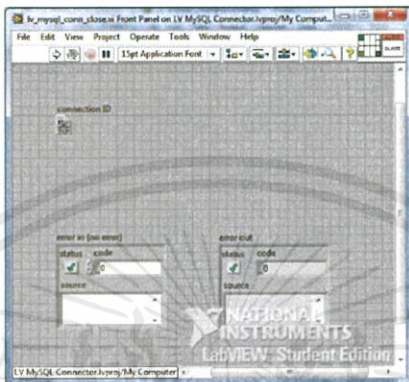 lv_mysql_conn_close.vi Front Panel on LV MySQL Connector.lvproj/My Comput...
File Edit View Project Operate Tools Window Help
15pt Application Font
connection ID
error in (no error)
error out
status code
0
status code
0
source
source
NATIONAL
INSTRUMENTS
LabVIEW Student Edition
LV MySQL Connector.lvproj/My Computer